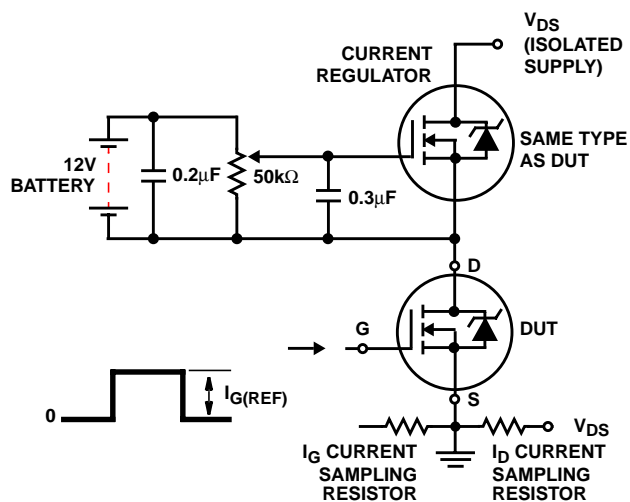 V_DS
(ISOLATED
SUPPLY)
CURRENT
REGULATOR
SAME TYPE
AS DUT
12V
BATTERY
0.2μF
50kΩ
0.3μF
D
DUT
G
I_G(REF)
0
S
V_DS
I_G CURRENT
SAMPLING
RESISTOR
I_D CURRENT
SAMPLING
RESISTOR